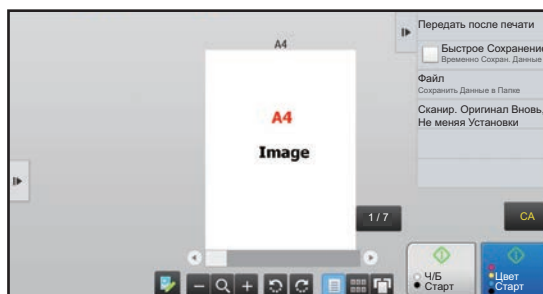 A4
A4
Image
1 / 7
Передать после печати
Быстрое Сохранение
Временно Сохран. Данные
Файл
Сохранить Данные в Папке
Сканир. Оригинал Вновь,
Не меняя Установки
CA
Ч/Б
Старт
Цвет
Старт